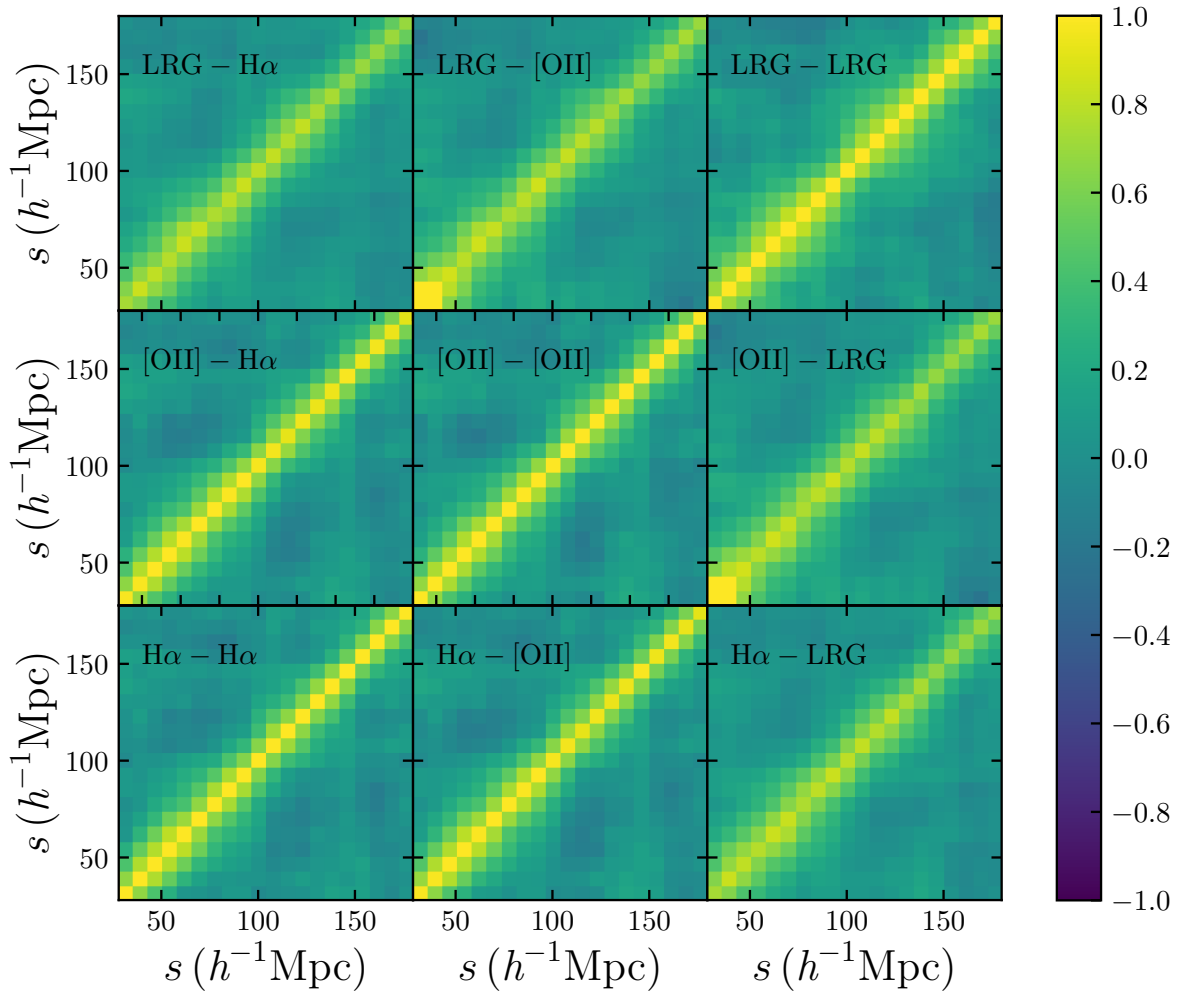 LRG – Hα
LRG – [OII]
LRG – LRG
[OII] – Hα
[OII] – [OII]
[OII] – LRG
Hα – Hα
Hα – [OII]
Hα – LRG
s (h⁻¹Mpc)
150
100
50
s (h⁻¹Mpc)
150
100
50
s (h⁻¹Mpc)
150
100
50
50 100 150
50 100 150
50 100 150
s (h⁻¹Mpc)
s (h⁻¹Mpc)
s (h⁻¹Mpc)
1.0
0.8
0.6
0.4
0.2
0.0
−0.2
−0.4
−0.6
−0.8
−1.0